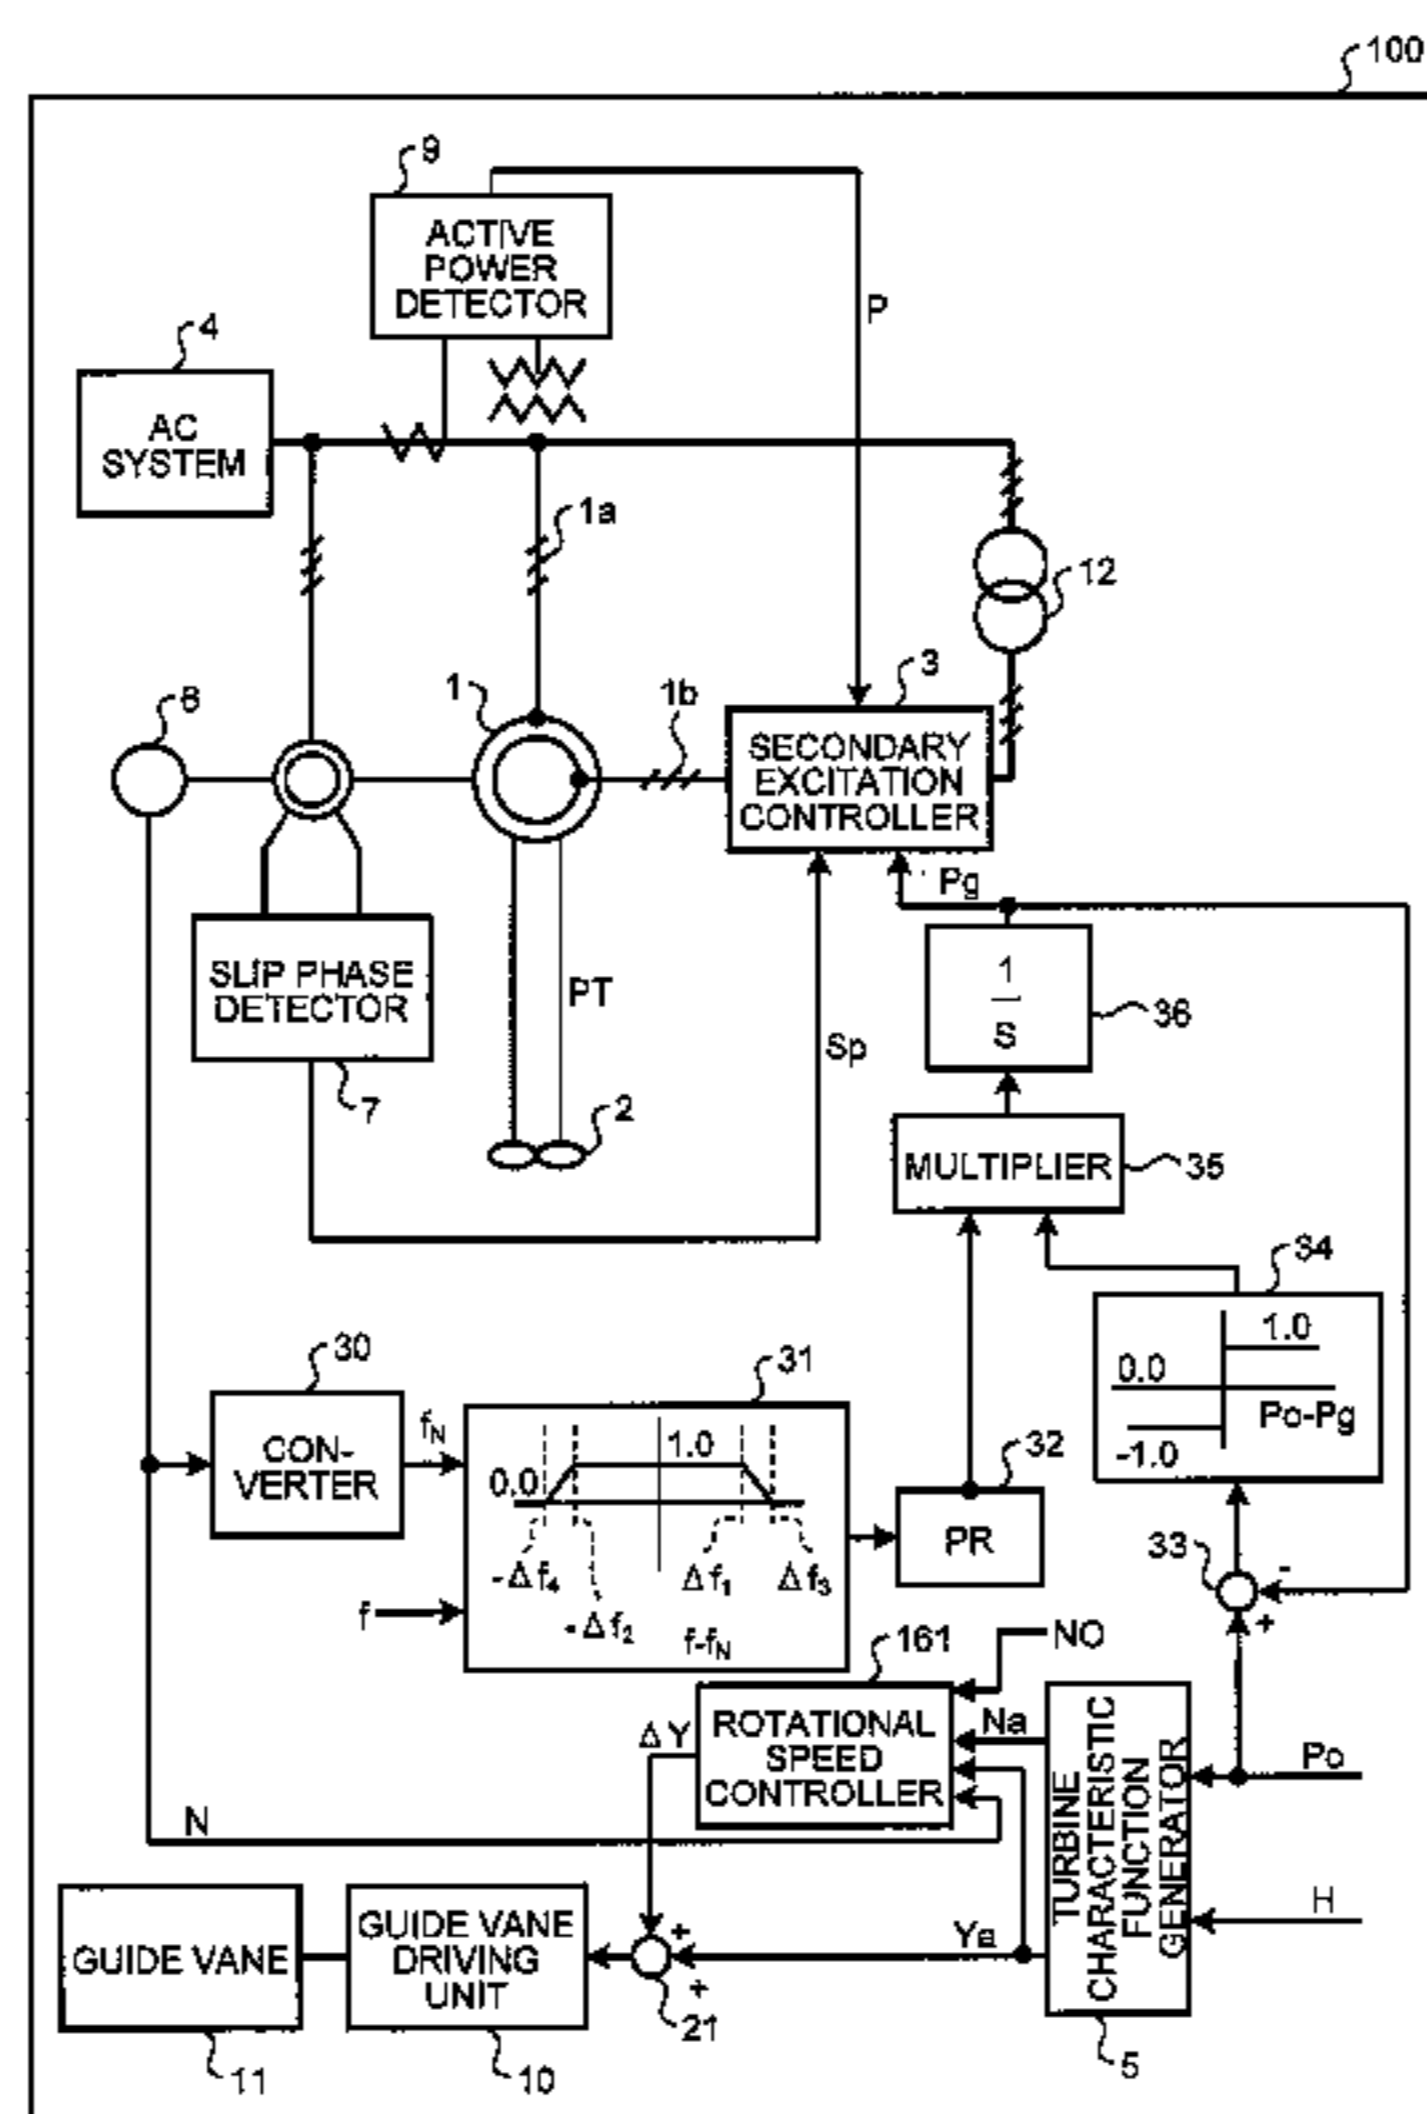 100
9
ACTIVE
POWER
DETECTOR
P
4
AC
SYSTEM
1a
12
3
1
1b
6
SECONDARY
EXCITATION
CONTROLLER
Pg
SLIP PHASE
DETECTOR
PT
1
S
36
Sp
7
2
MULTIPLIER
35
34
1.0
0.0
Po-Pg
-1.0
30
31
CON-
VERTER
fN
1.0
0.0
32
PR
33
-
+
-Δf4
Δf1
Δf3
f
-Δf2
f-fN
161
NO
ROTATIONAL
SPEED
CONTROLLER
ΔY
Na
Po
N
TURBINE
CHARACTERISTIC
FUNCTION
GENERATOR
H
GUIDE VANE
GUIDE VANE
DRIVING
UNIT
+
+
Ya
21
11
10
5